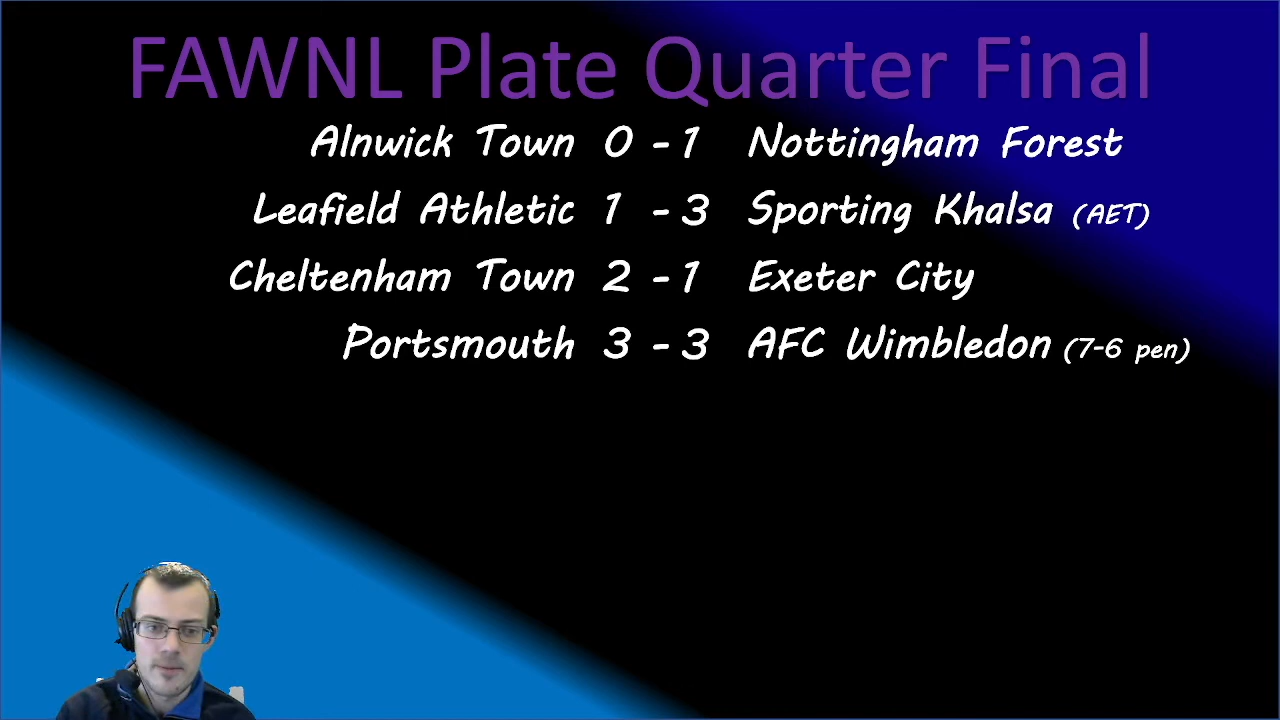 FAWNL Plate Quarter Final
Alnwick Town 0 - 1 Nottingham Forest
Leafield Athletic 1 - 3 Sporting Khalsa (AET)
Cheltenham Town 2 - 1 Exeter City
Portsmouth 3 - 3 AFC Wimbledon (7-6 pen)